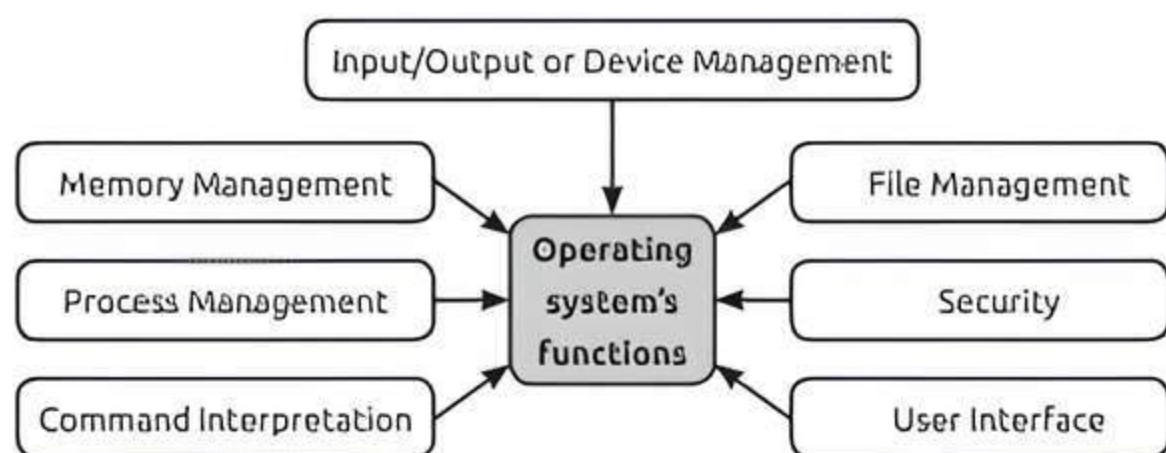 Input/Output or Device Management
Memory Management
File Management
Operating
system's
functions
Process Management
Security
Command Interpretation
User Interface